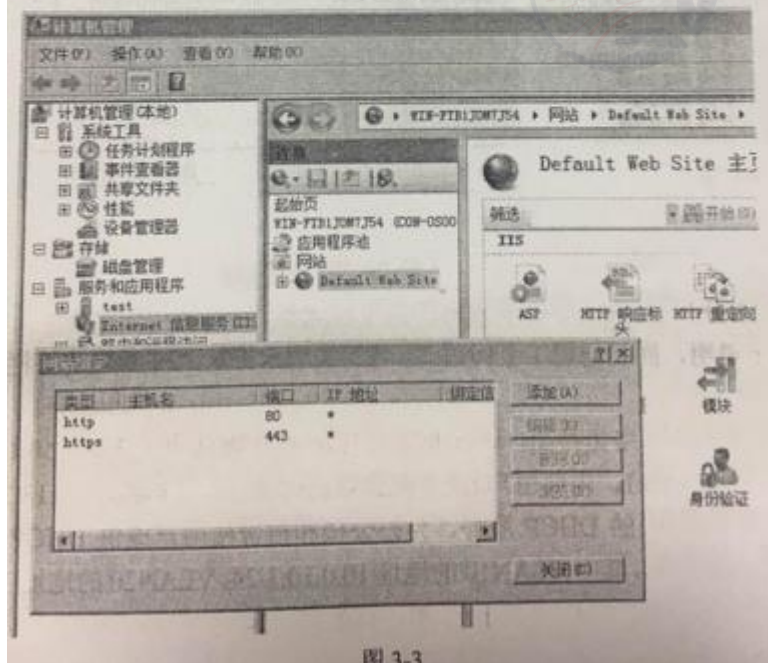 计算机管理
文件(F) 操作(A) 查看(V) 帮助(H)
计算机管理(本地)
系统工具
任务计划程序
事件查看器
共享文件夹
性能
设备管理器
存储
磁盘管理
服务和应用程序
test
Internet 信息服务
WIN-FTB1JOM7J54 ▸ 网站 ▸ Default Web Site ▸
连接
起始页
应用程序池
网站
Default Web Site
Default Web Site 主页
筛选
IIS
ASP
HTTP 响应标头
HTTP 重定向
模块
身份验证
类型 主机名 端口 IP 地址 绑定信
http 80 *
https 443 *
添加(A)
关闭(C)
图 3-3